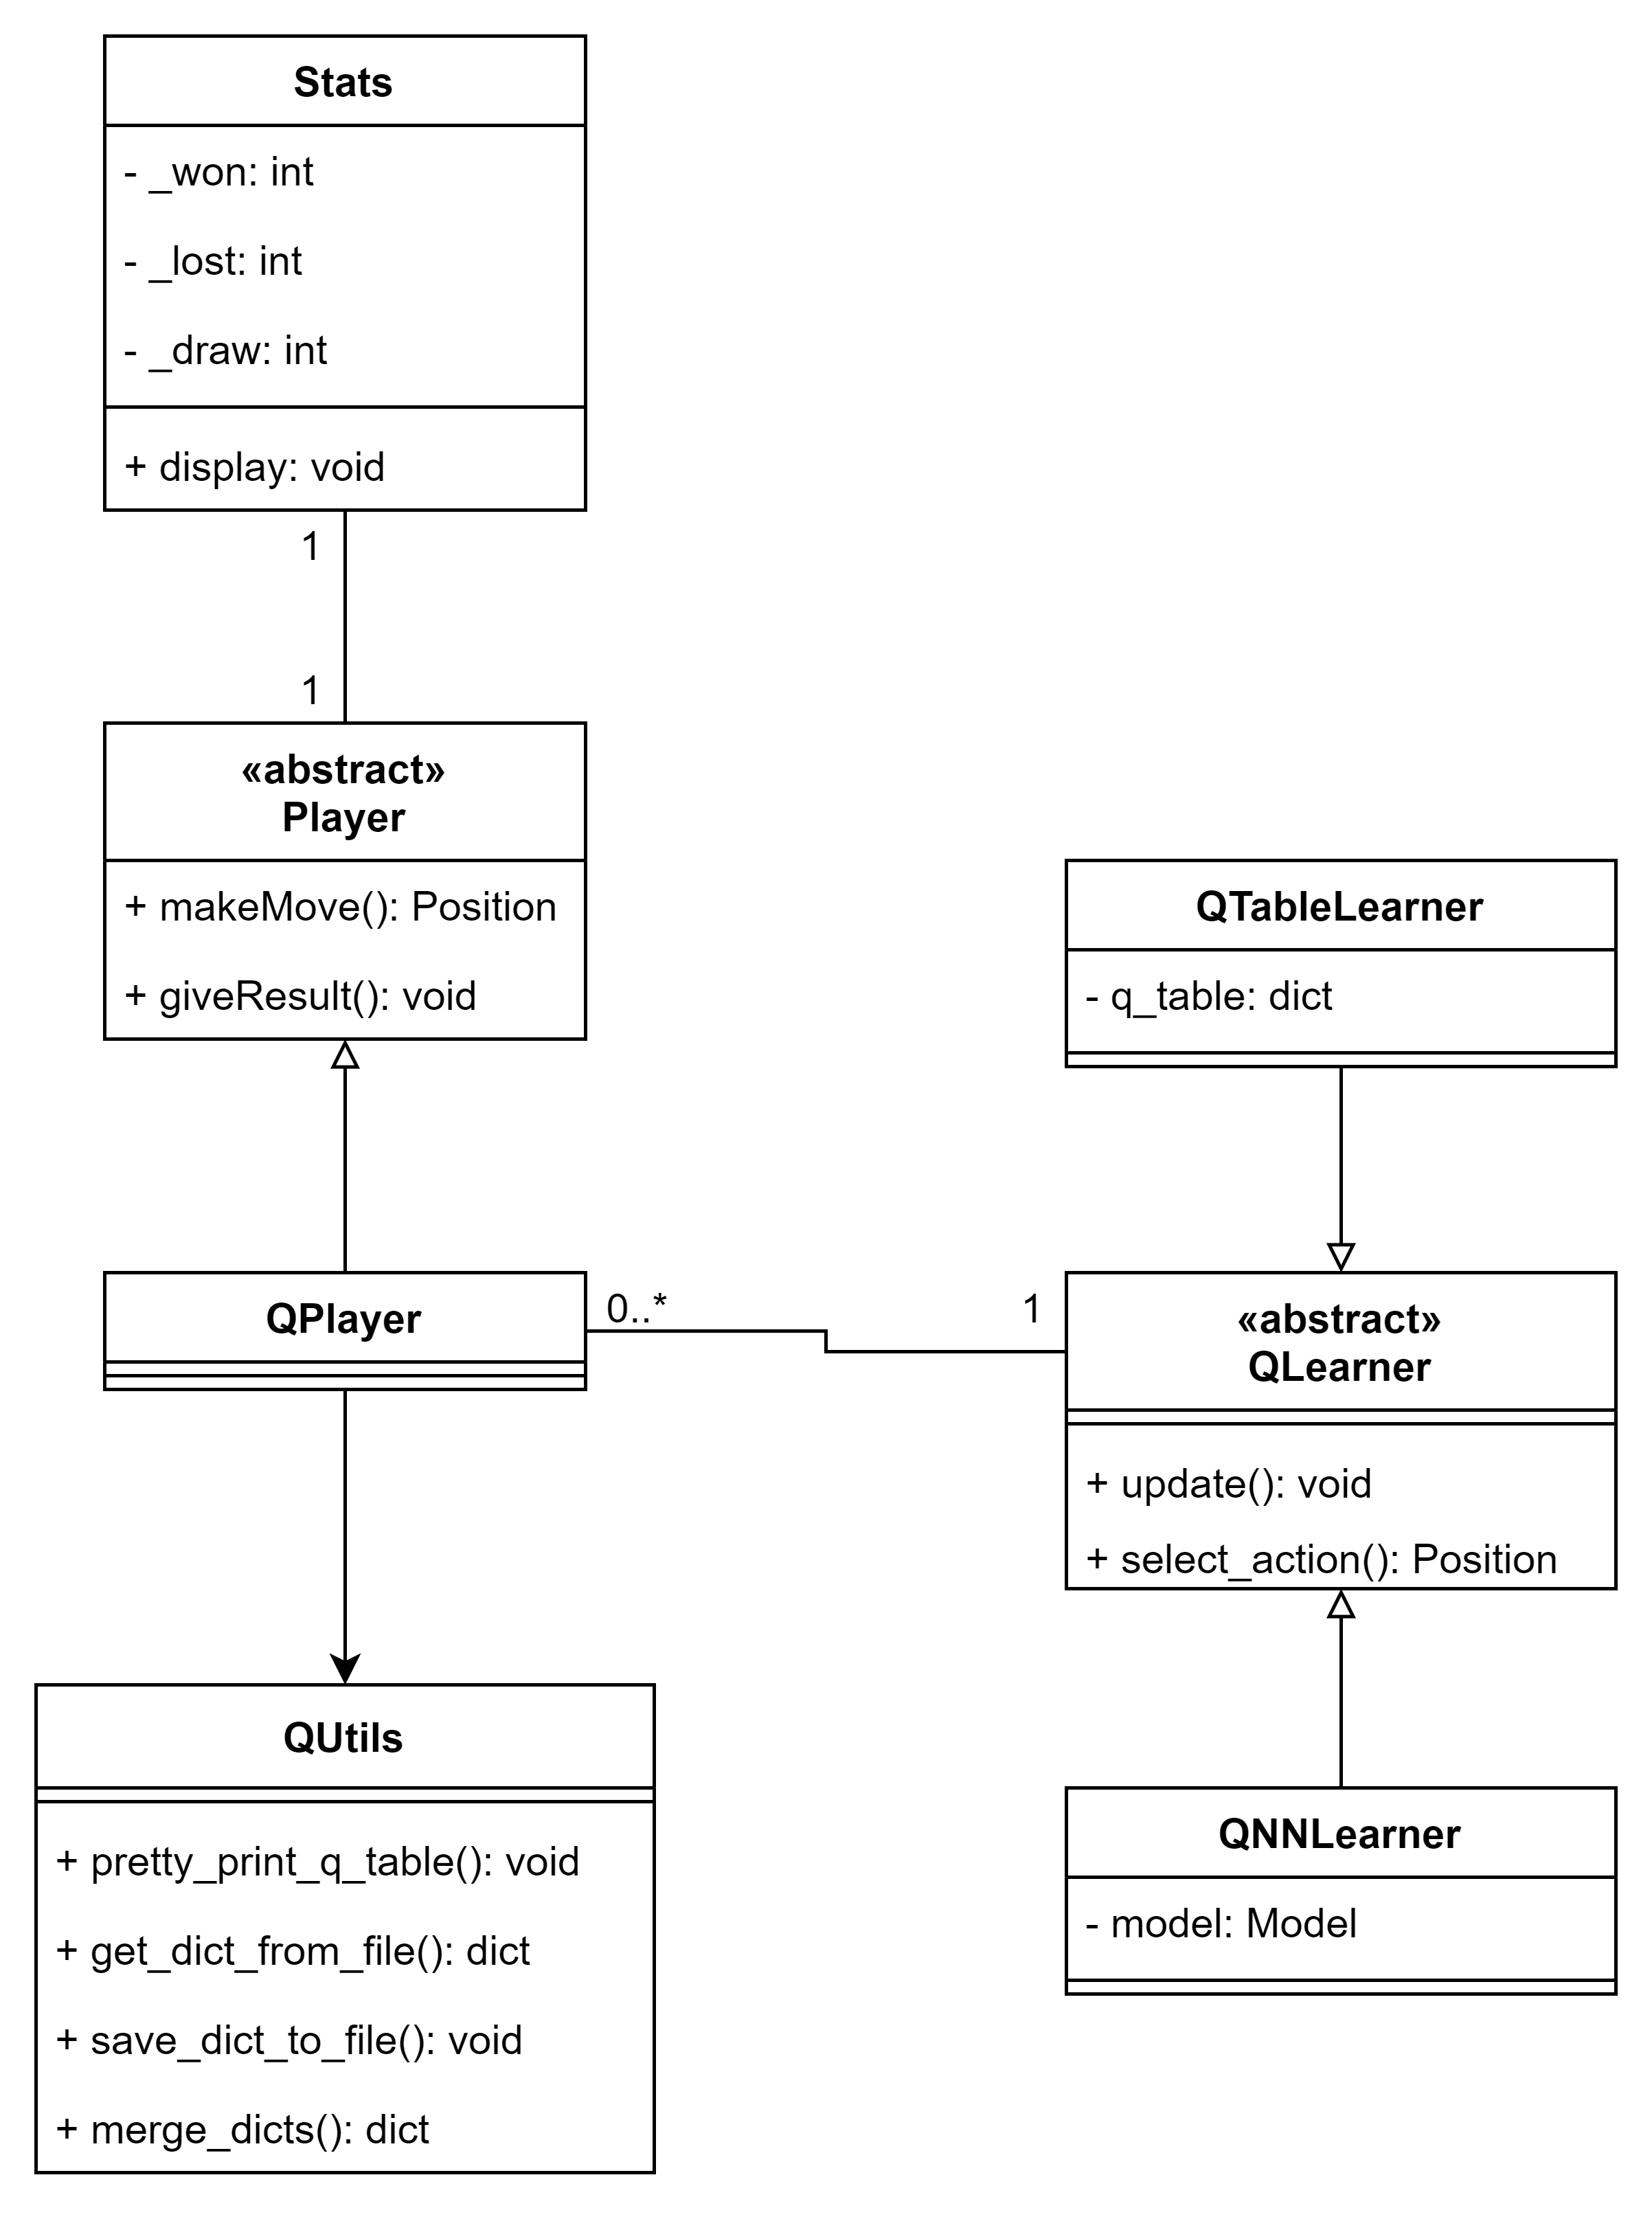 Stats
- _won: int
- _lost: int
- _draw: int
+ display: void
1
1
«abstract»
Player
+ makeMove(): Position
+ giveResult(): void
QTableLearner
- q_table: dict
QPlayer
0..*
1
«abstract»
QLearner
+ update(): void
+ select_action(): Position
QUtils
+ pretty_print_q_table(): void
+ get_dict_from_file(): dict
+ save_dict_to_file(): void
+ merge_dicts(): dict
QNNLearner
- model: Model